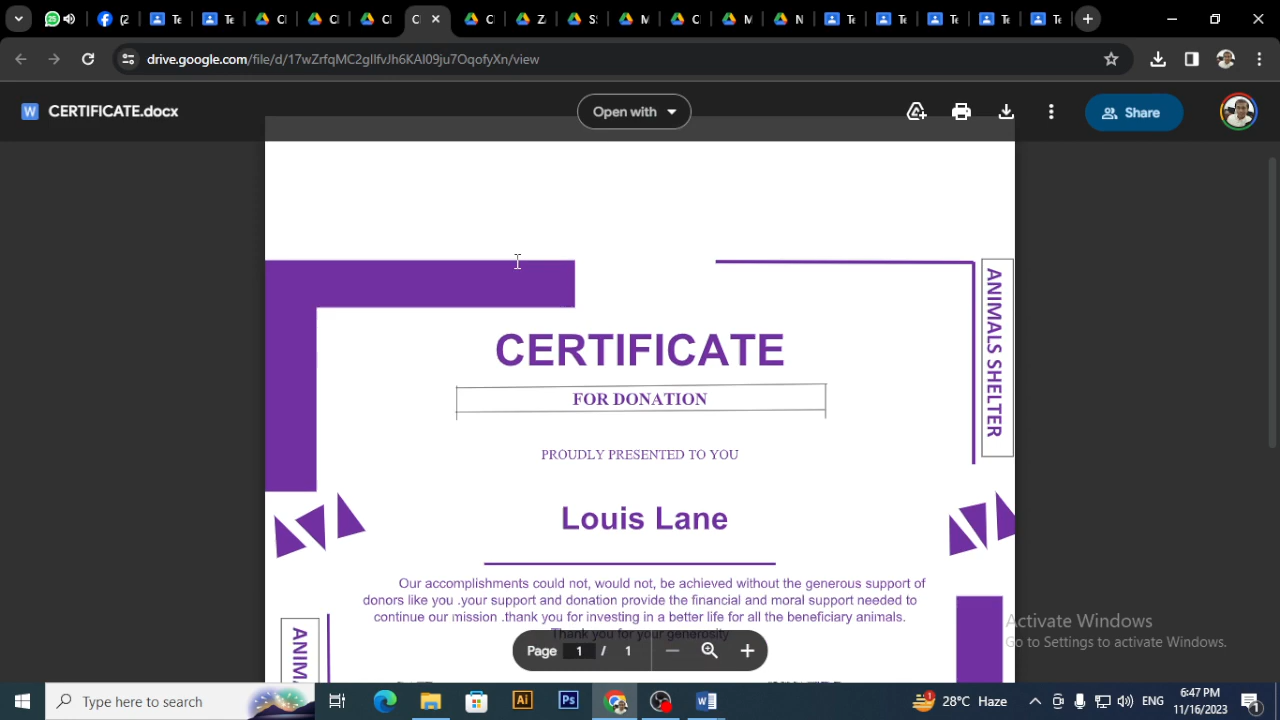 drive.google.com/file/d/17wZrfqMC2gIlfvJh6KAI09ju7OqofyXn/view
CERTIFICATE.docx
Open with
Share
ANIMALS SHELTER
CERTIFICATE
FOR DONATION
PROUDLY PRESENTED TO YOU
Louis Lane
Our accomplishments could not, would not, be achieved without the generous support of
donors like you .your support and donation provide the financial and moral support needed to
continue our mission .thank you for investing in a better life for all the beneficiary animals.
Thank you for your generosity
Page 1 / 1
Activate Windows
Go to Settings to activate Windows.
Type here to search
28°C Haze
ENG
6:47 PM
11/16/2023